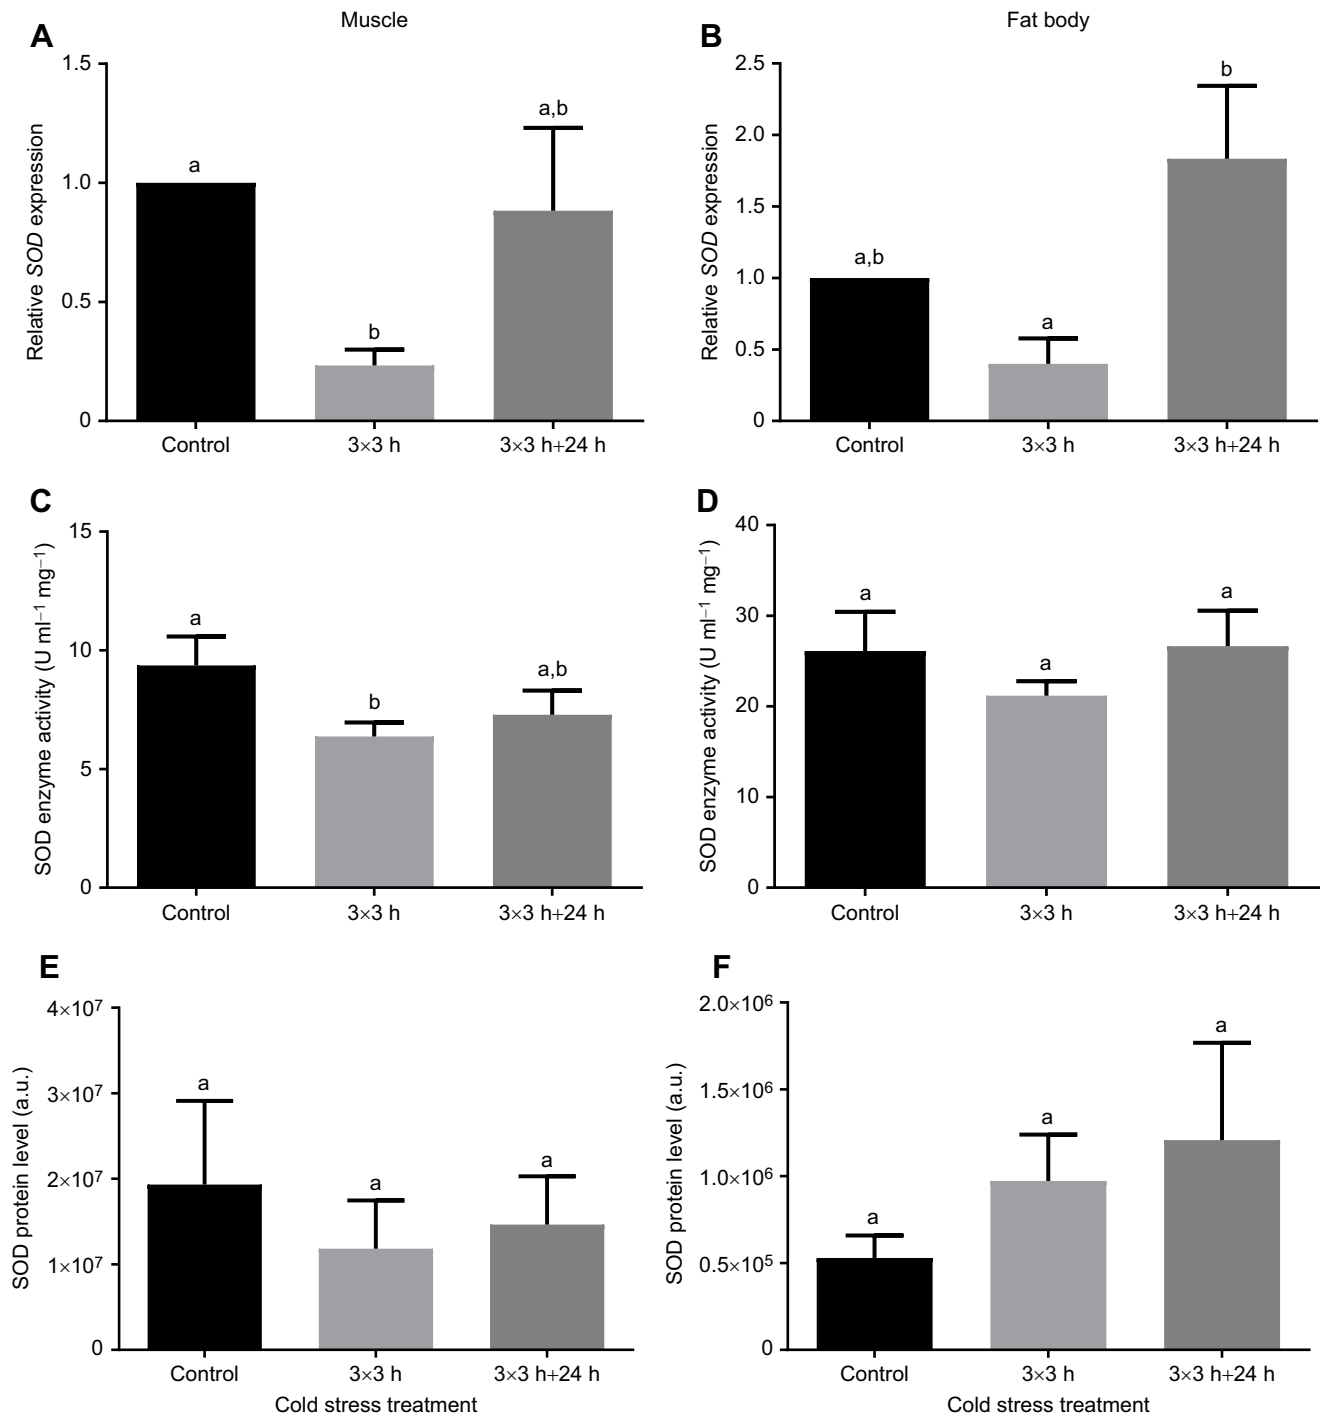 A
Muscle
Relative SOD expression
1.5
1.0
0.5
0
a
b
a,b
Control
3×3 h
3×3 h+24 h
B
Fat body
Relative SOD expression
2.5
2.0
1.5
1.0
0.5
0
a,b
a
b
Control
3×3 h
3×3 h+24 h
C
SOD enzyme activity (U ml⁻¹ mg⁻¹)
15
10
5
0
a
b
a,b
Control
3×3 h
3×3 h+24 h
D
SOD enzyme activity (U ml⁻¹ mg⁻¹)
40
30
20
10
0
a
a
a
Control
3×3 h
3×3 h+24 h
E
SOD protein level (a.u.)
4×10⁷
3×10⁷
2×10⁷
1×10⁷
0
a
a
a
Control
3×3 h
3×3 h+24 h
Cold stress treatment
F
SOD protein level (a.u.)
2.0×10⁶
1.5×10⁶
1.0×10⁶
0.5×10⁵
0
a
a
a
Control
3×3 h
3×3 h+24 h
Cold stress treatment